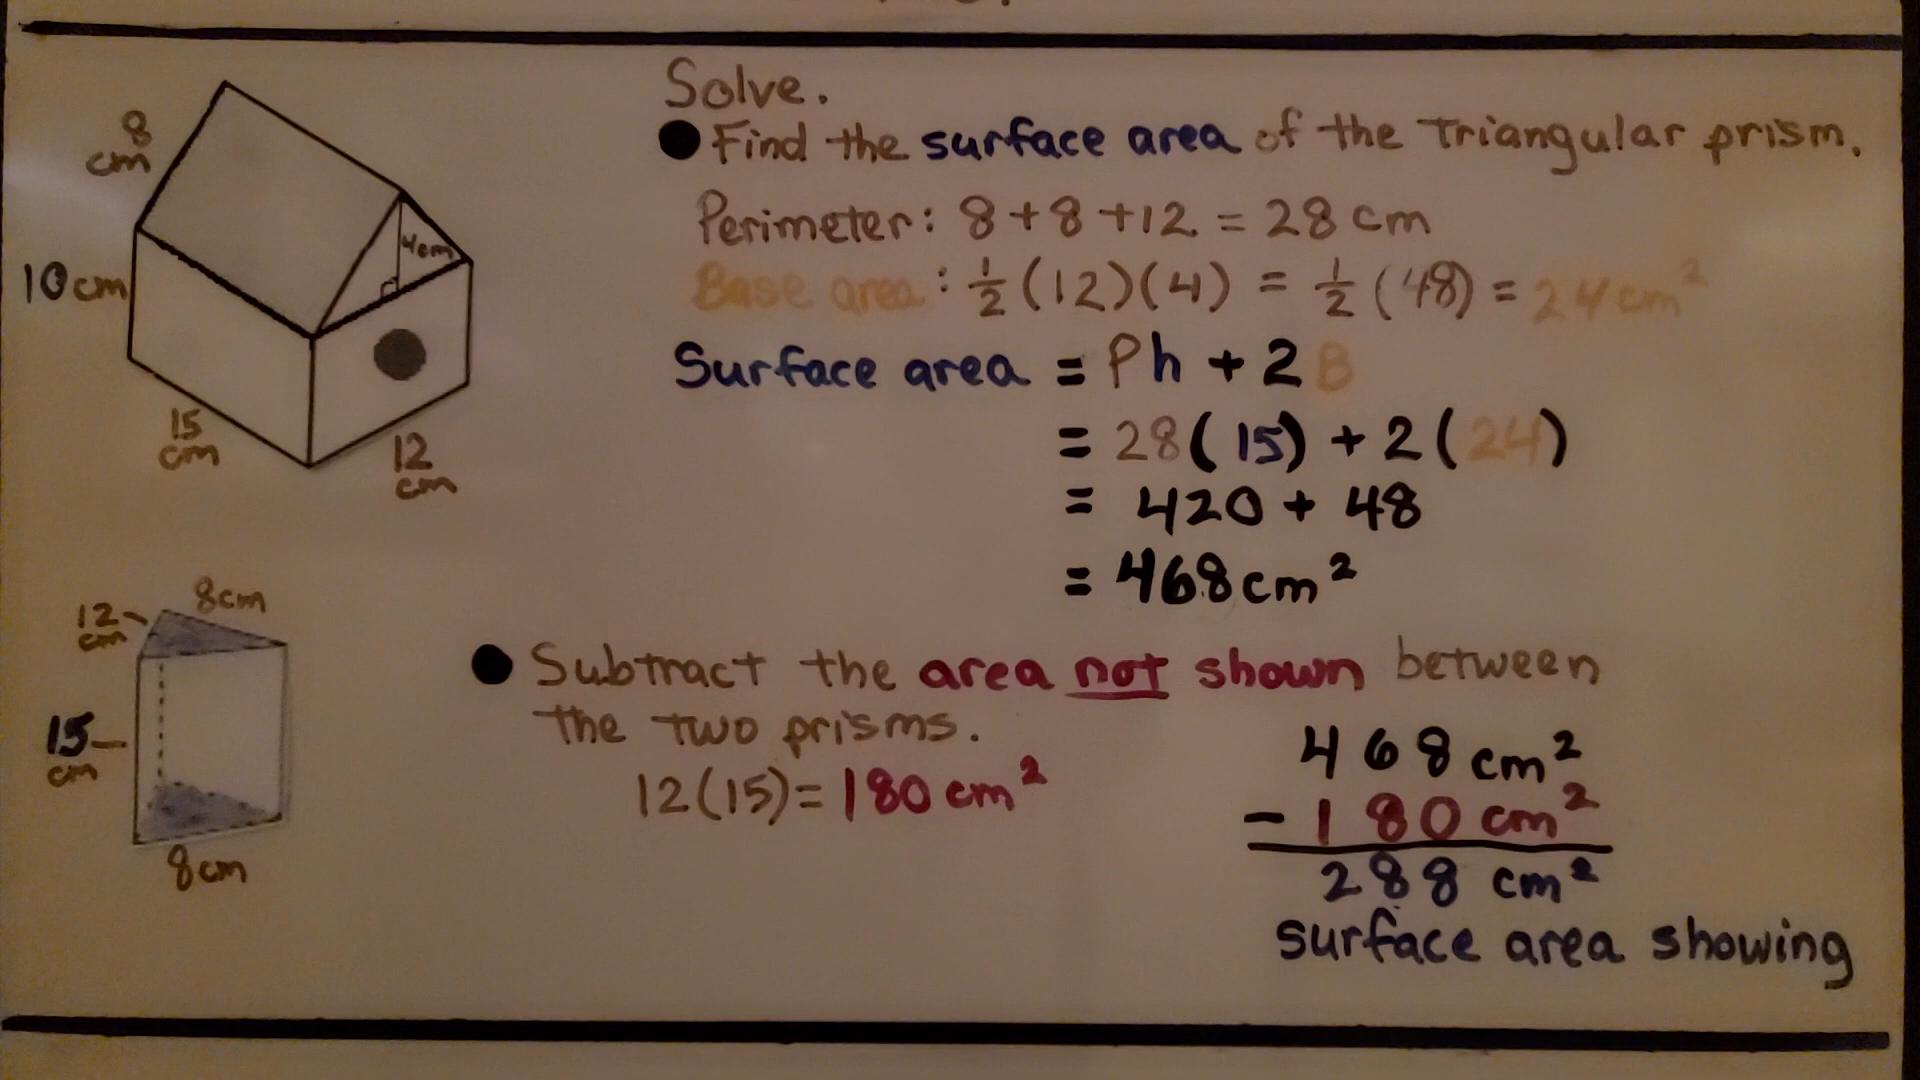 Solve.
● Find the surface area of the triangular prism.
Perimeter: 8 + 8 + 12 = 28 cm
Base area: 1/2 (12)(4) = 1/2 (48) = 24 cm²
Surface area = Ph + 2B
= 28(15) + 2(24)
= 420 + 48
= 468 cm²
8
cm
4cm
10cm
15
cm
12
cm
12
cm
8cm
15
cm
8cm
● Subtract the area not shown between
the two prisms.
12(15) = 180 cm²
468 cm²
- 180 cm²
288 cm²
surface area showing